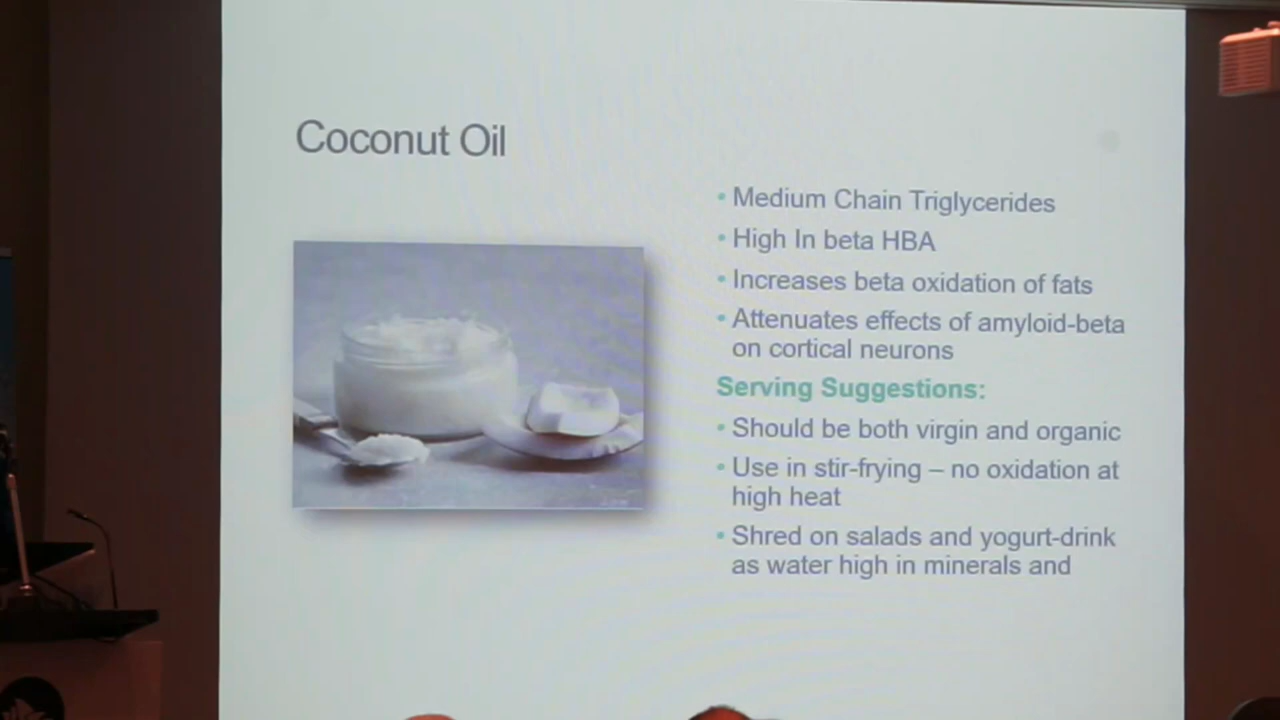 Coconut Oil
• Medium Chain Triglycerides
• High In beta HBA
• Increases beta oxidation of fats
• Attenuates effects of amyloid-beta
on cortical neurons
Serving Suggestions:
• Should be both virgin and organic
• Use in stir-frying – no oxidation at
high heat
• Shred on salads and yogurt-drink
as water high in minerals and